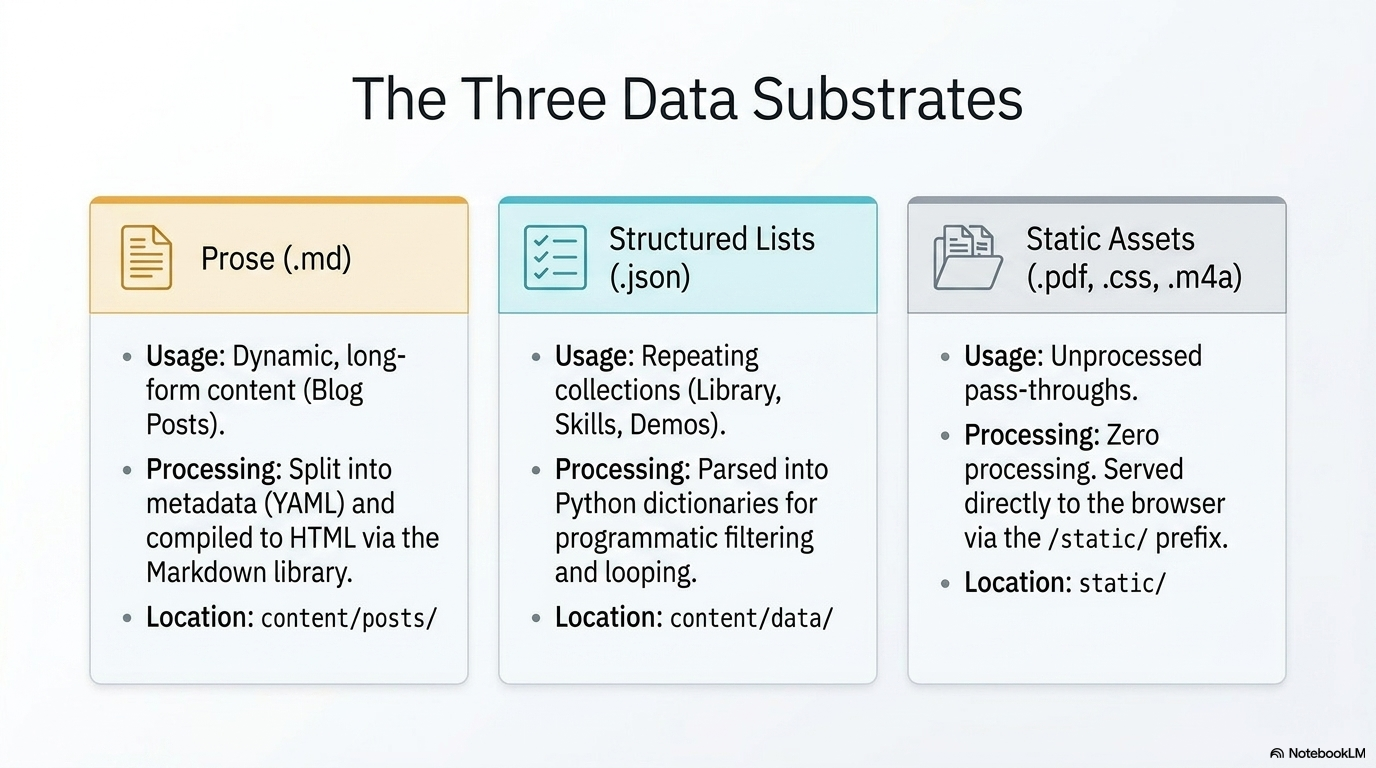 The Three Data Substrates
Prose (.md)
• Usage: Dynamic, long-
form content (Blog
Posts).
• Processing: Split into
metadata (YAML) and
compiled to HTML via the
Markdown library.
• Location: content/posts/
Structured Lists
(.json)
• Usage: Repeating
collections (Library,
Skills, Demos).
• Processing: Parsed into
Python dictionaries for
programmatic filtering
and looping.
• Location: content/data/
Static Assets
(.pdf, .css, .m4a)
• Usage: Unprocessed
pass-throughs.
• Processing: Zero
processing. Served
directly to the browser
via the /static/ prefix.
• Location: static/
NotebookLM